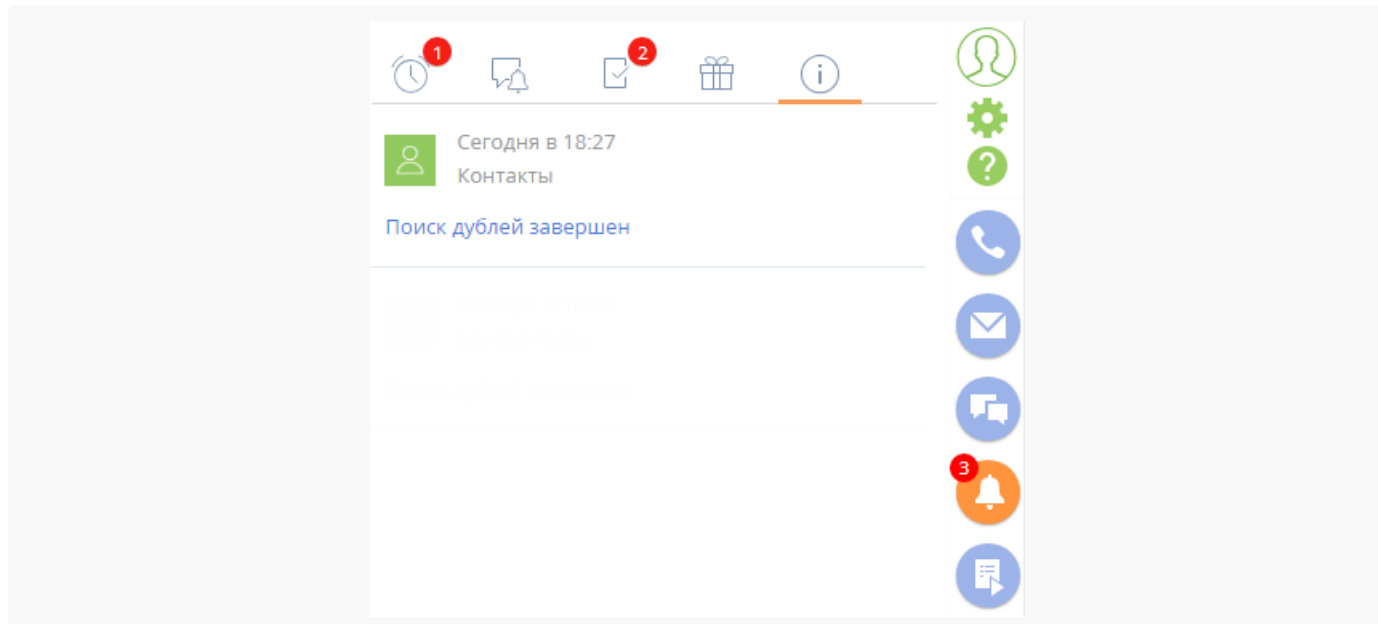 1
2
Сегодня в 18:27
Контакты
Поиск дублей завершен
3